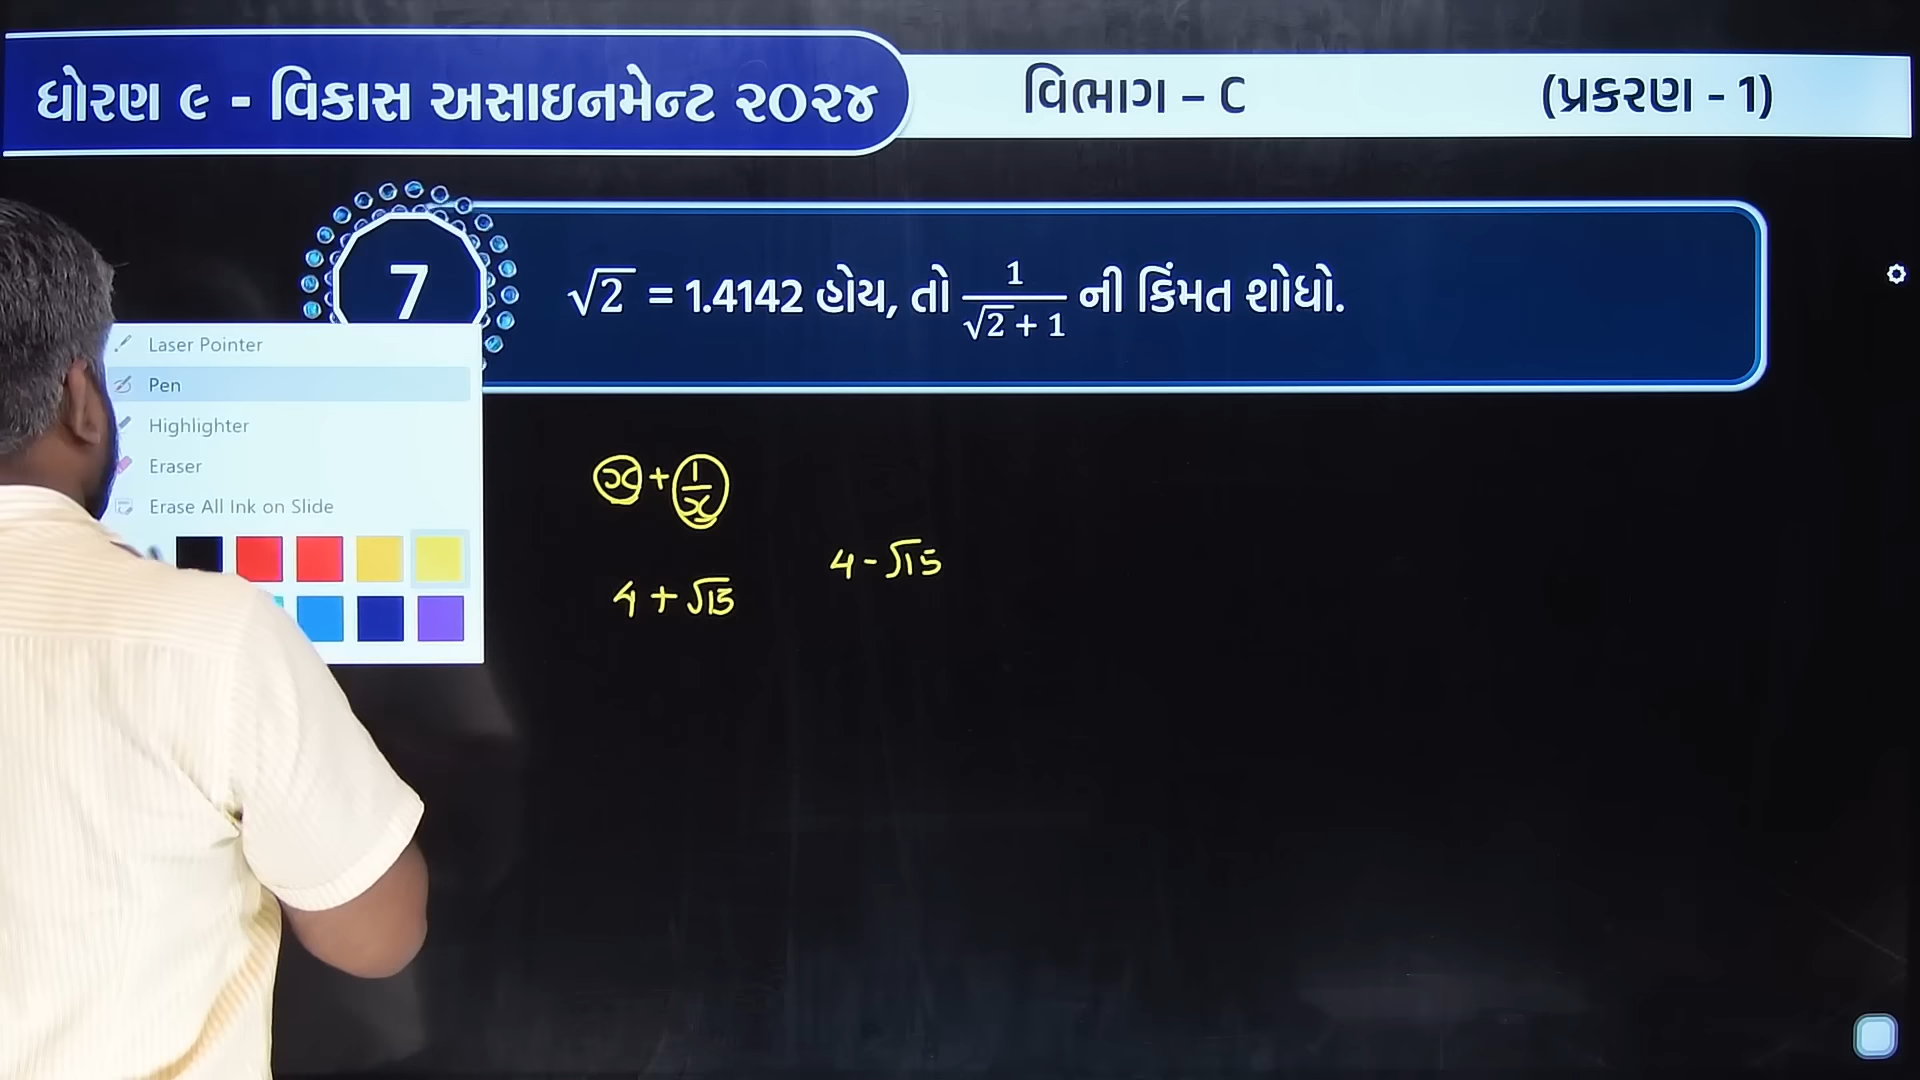 ધોરણ ૯ - વિકાસ અસાઇનમેન્ટ ૨૦૨૪
વિભાગ – C
(પ્રકરણ - 1)
7
√2 = 1.4142 હોય, તો 1/(√2 + 1) ની કિંમત શોધો.
Laser Pointer
Pen
Highlighter
Eraser
Erase All Ink on Slide
x + 1/x
4 - √15
4 + √15